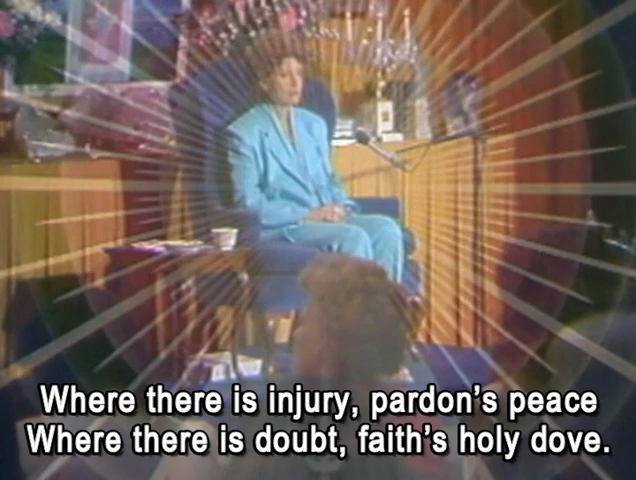 Where there is injury, pardon's peace
Where there is doubt, faith's holy dove.